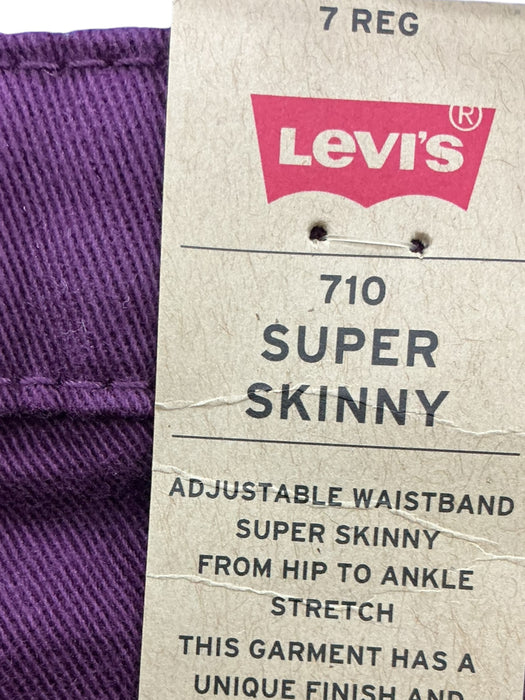 7 REG
LEVI'S ®
710
SUPER
SKINNY
ADJUSTABLE WAISTBAND
SUPER SKINNY
FROM HIP TO ANKLE
STRETCH
THIS GARMENT HAS A
UNIQUE FINISH AND